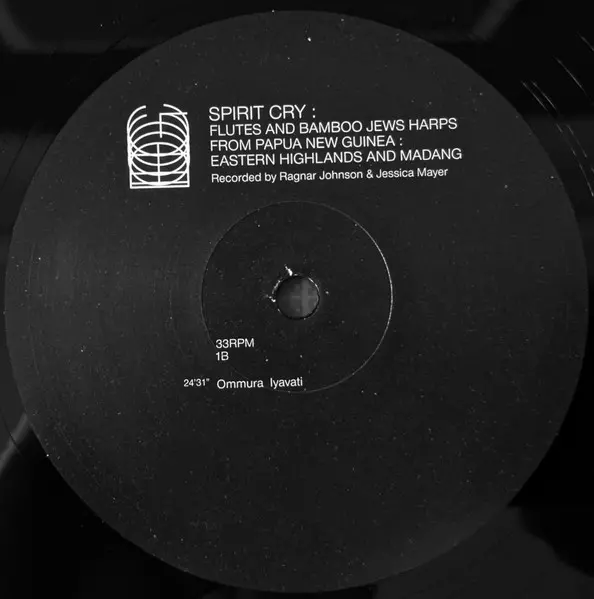 SPIRIT CRY :
FLUTES AND BAMBOO JEWS HARPS
FROM PAPUA NEW GUINEA :
EASTERN HIGHLANDS AND MADANG
Recorded by Ragnar Johnson & Jessica Mayer
33RPM
1B
24'31" Ommura Iyavati